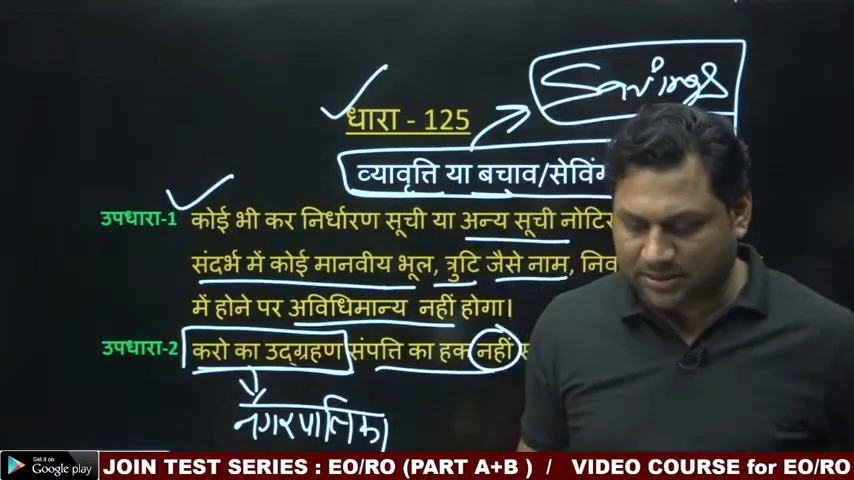 Savings
धारा - 125
व्यावृत्ति या बचाव/सेविंग
उपधारा-1 कोई भी कर निर्धारण सूची या अन्य सूची नोटिस
संदर्भ में कोई मानवीय भूल, त्रुटि जैसे नाम,
में होने पर अविधिमान्य नहीं होगा।
उपधारा-2 करो का उद्ग्रहण संपत्ति का हक नहीं
नगरपालिका
Get it on
Google play
JOIN TEST SERIES : EO/RO (PART A+B ) / VIDEO COURSE for EO/RO